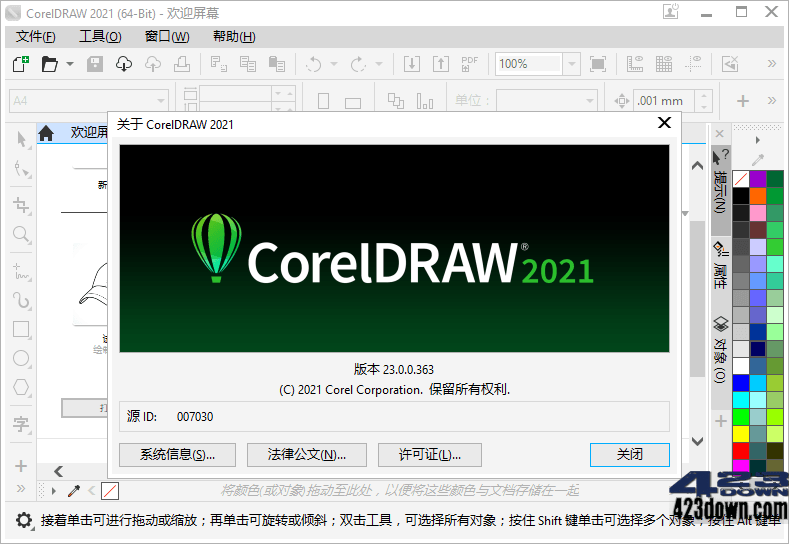 CorelDRAW 2021 (64-Bit) - 欢迎屏幕
文件(F) 工具(O) 窗口(W) 帮助(H)
PDF 100%
A4 单位: .001 mm
欢迎屏
关于 CorelDRAW 2021
提示(N)
新
CorelDRAW® 2021
属性
对象 (O)
版本 23.0.0.363
(C) 2021 Corel Corporation. 保留所有权利.
源 ID: 007030
打
系统信息(S)... 法律公文(N)... 许可证(L)... 关闭
字
将颜色(或对象)拖动至此处，以便将这些颜色与文档存储在一起
423down
423down.com
接着单击可进行拖动或缩放；再单击可旋转或倾斜；双击工具，可选择所有对象；按住 Shift 键单击可选择多个对象；按住 Alt 键单